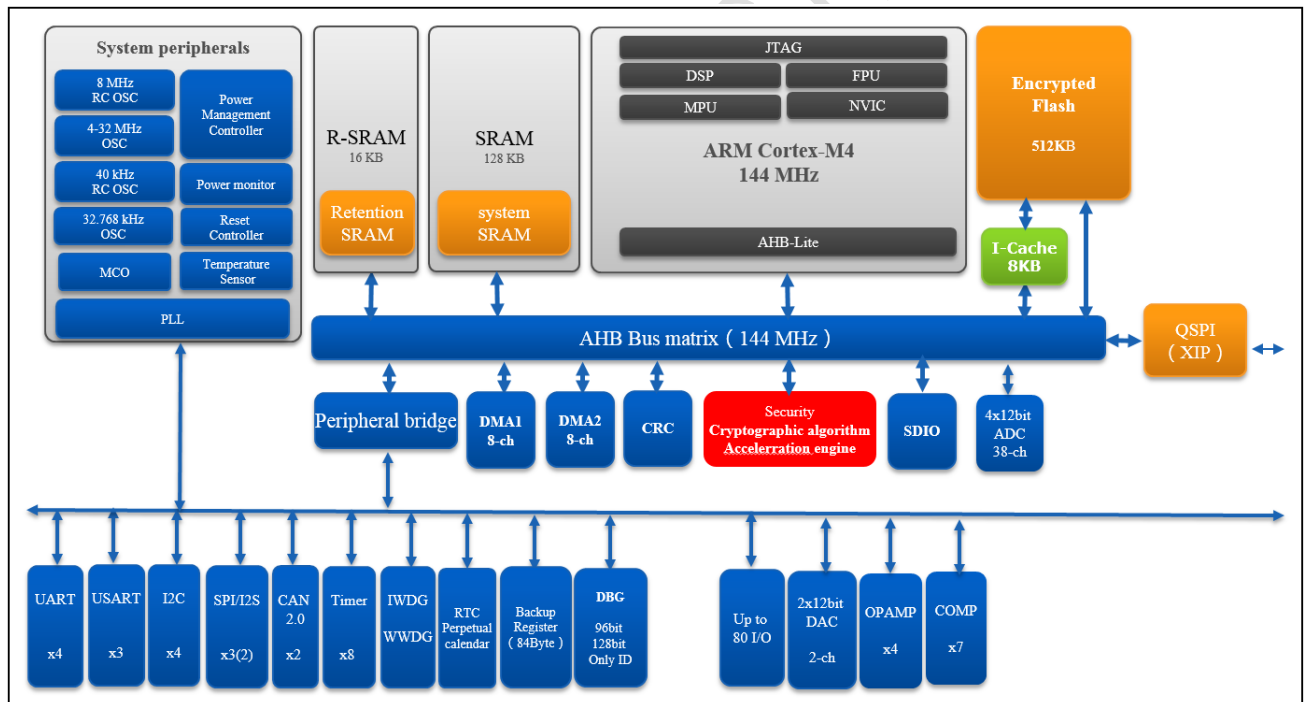 System peripherals
8 MHz
RC OSC
4-32 MHz
OSC
40 kHz
RC OSC
32.768 kHz
OSC
MCO
Power
Management
Controller
Power monitor
Reset
Controller
Temperature
Sensor
PLL
R-SRAM
16 KB
Retention
SRAM
SRAM
128 KB
system
SRAM
JTAG
DSP
FPU
MPU
NVIC
ARM Cortex-M4
144 MHz
AHB-Lite
Encrypted
Flash
512KB
I-Cache
8KB
AHB Bus matrix ( 144 MHz )
QSPI
( XIP )
Peripheral bridge
DMA1
8-ch
DMA2
8-ch
CRC
Security
Cryptographic algorithm
Accelerration engine
SDIO
4x12bit
ADC
38-ch
UART
x4
USART
x3
I2C
x4
SPI/I2S
x3(2)
CAN
2.0
x2
Timer
x8
IWDG
WWDG
RTC
Perpetual
calendar
Backup
Register
( 84Byte )
DBG
96bit
128bit
Only ID
Up to
80 I/O
2x12bit
DAC
2-ch
OPAMP
x4
COMP
x7